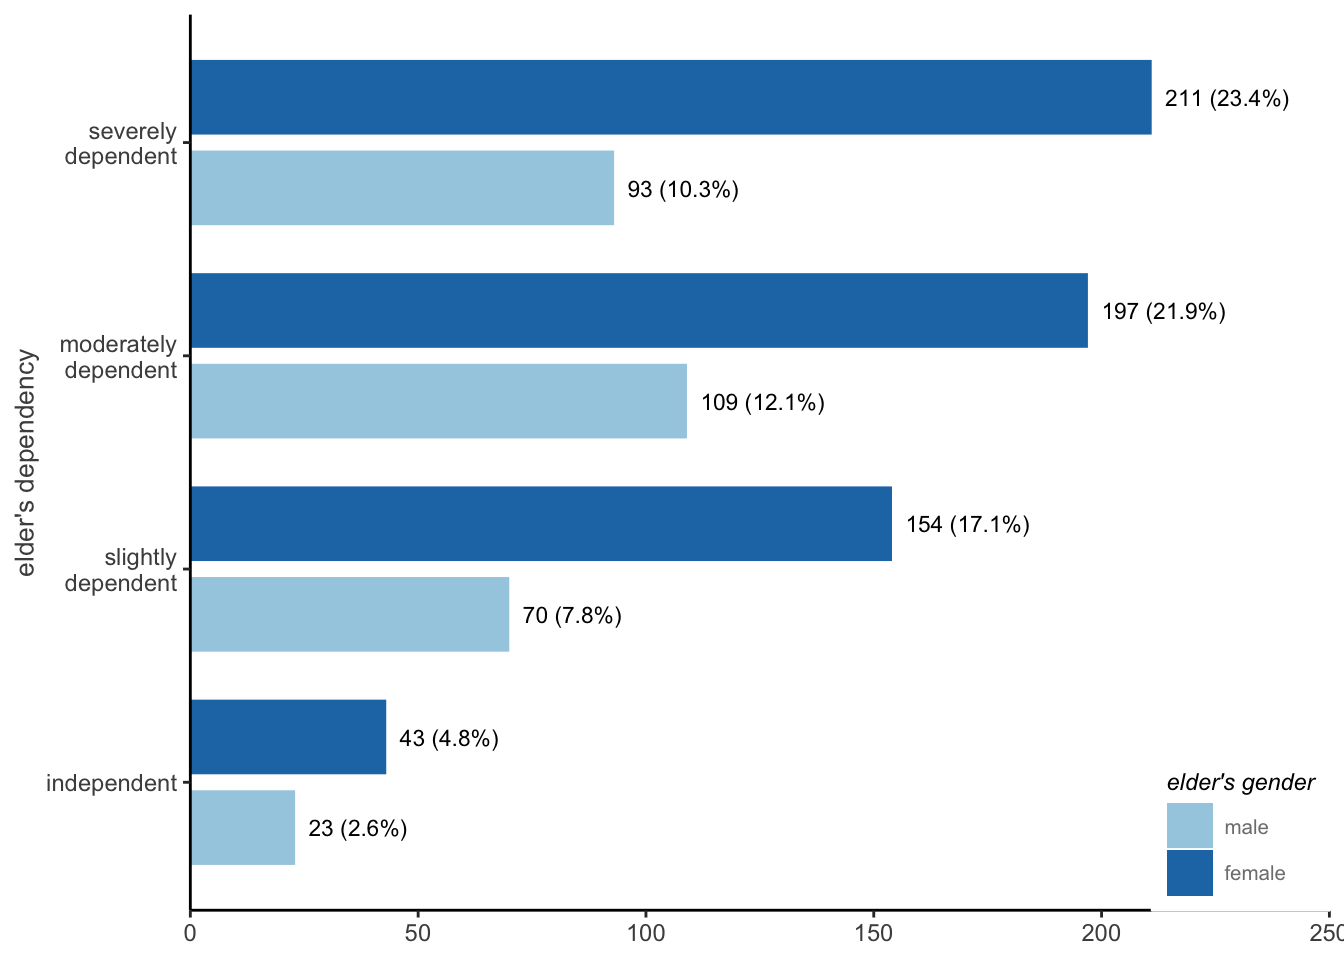 elder's dependency
severely
dependent
211 (23.4%)
93 (10.3%)
moderately
dependent
197 (21.9%)
109 (12.1%)
slightly
dependent
154 (17.1%)
70 (7.8%)
independent
43 (4.8%)
23 (2.6%)
elder's gender
male
female
0 50 100 150 200 250